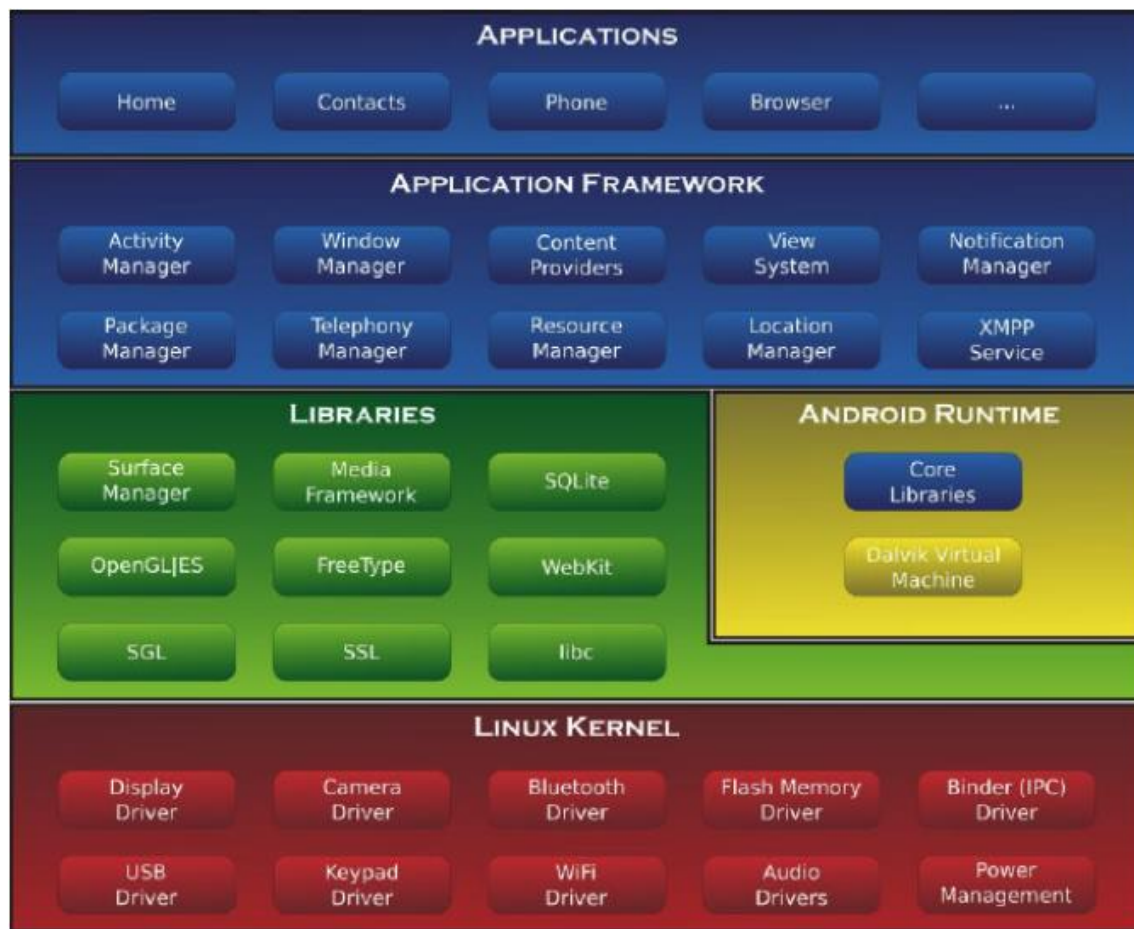 APPLICATIONS
Home
Contacts
Phone
Browser
...
APPLICATION FRAMEWORK
Activity
Manager
Window
Manager
Content
Providers
View
System
Notification
Manager
Package
Manager
Telephony
Manager
Resource
Manager
Location
Manager
XMPP
Service
LIBRARIES
Surface
Manager
Media
Framework
SQLite
OpenGL|ES
FreeType
WebKit
SGL
SSL
libc
ANDROID RUNTIME
Core
Libraries
Dalvik Virtual
Machine
LINUX KERNEL
Display
Driver
Camera
Driver
Bluetooth
Driver
Flash Memory
Driver
Binder (IPC)
Driver
USB
Driver
Keypad
Driver
WiFi
Driver
Audio
Drivers
Power
Management